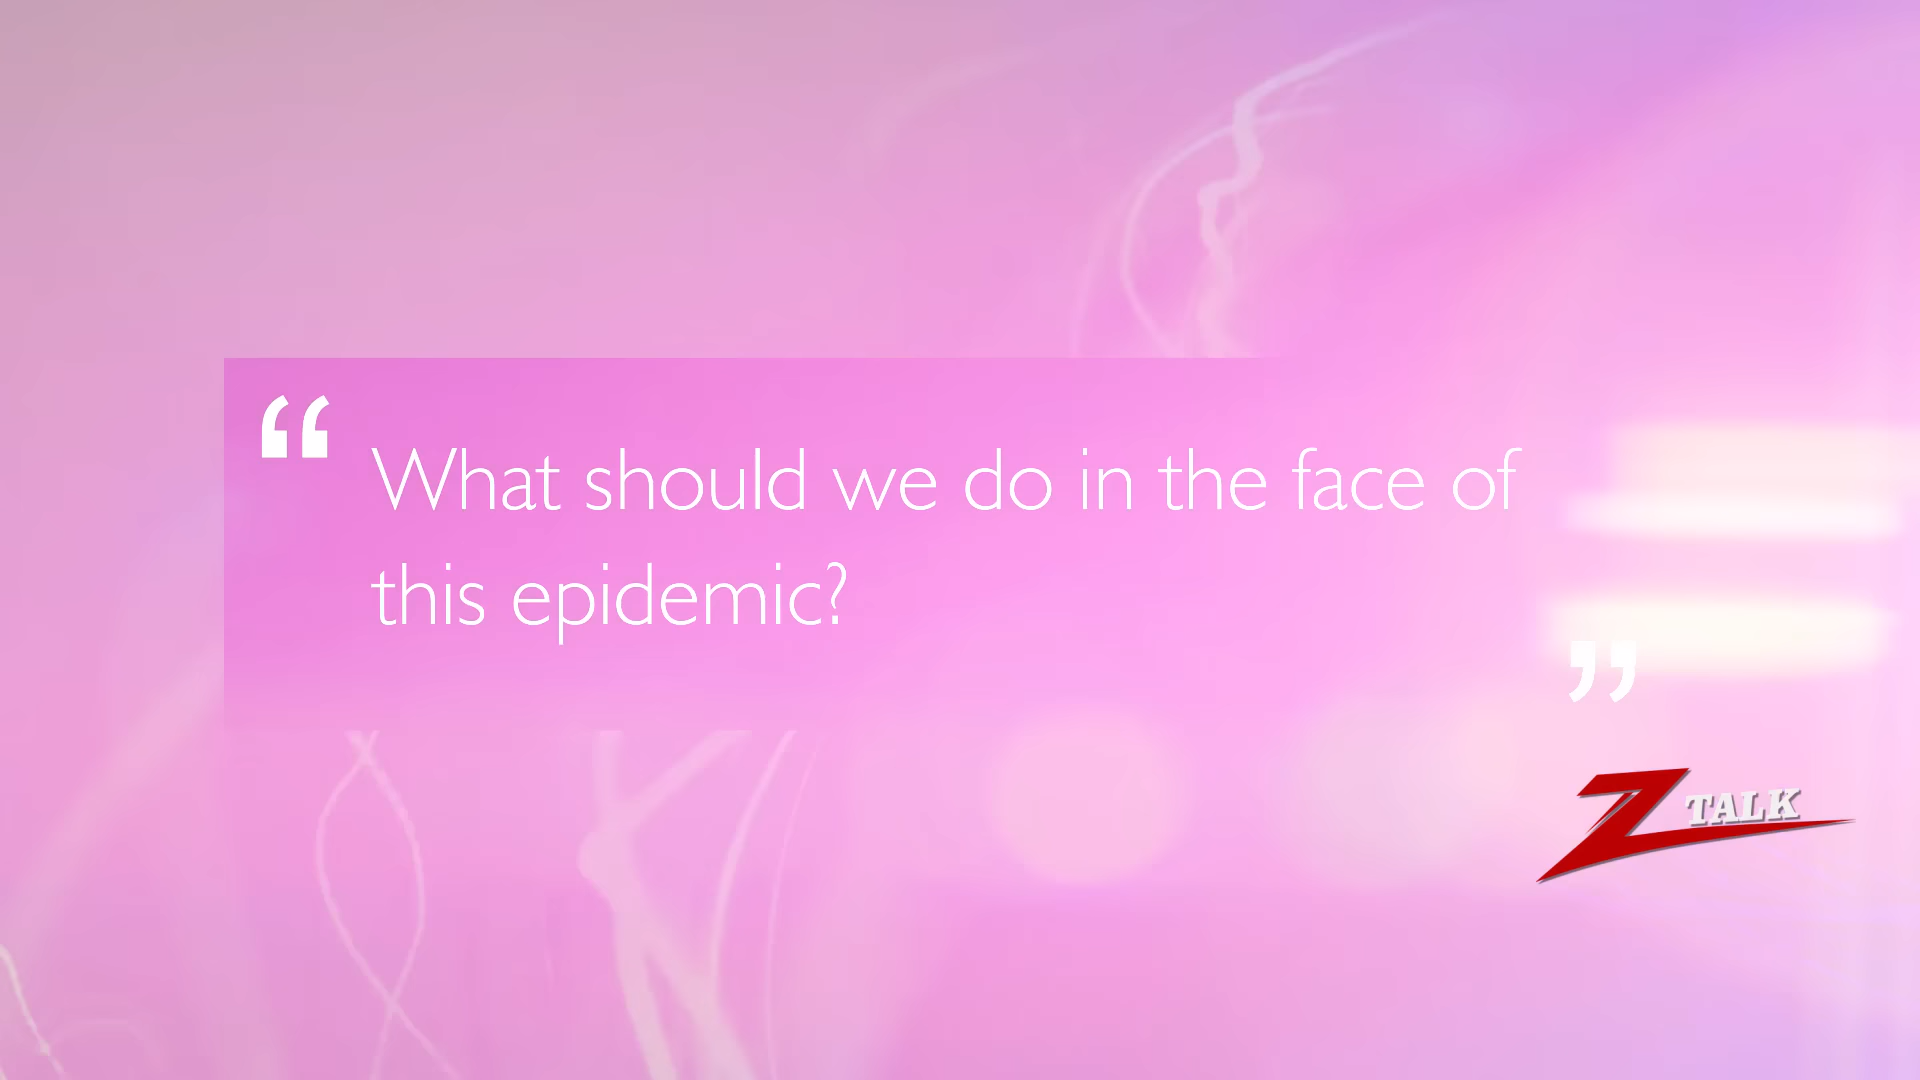 “ What should we do in the face of
this epidemic? ”
Z TALK